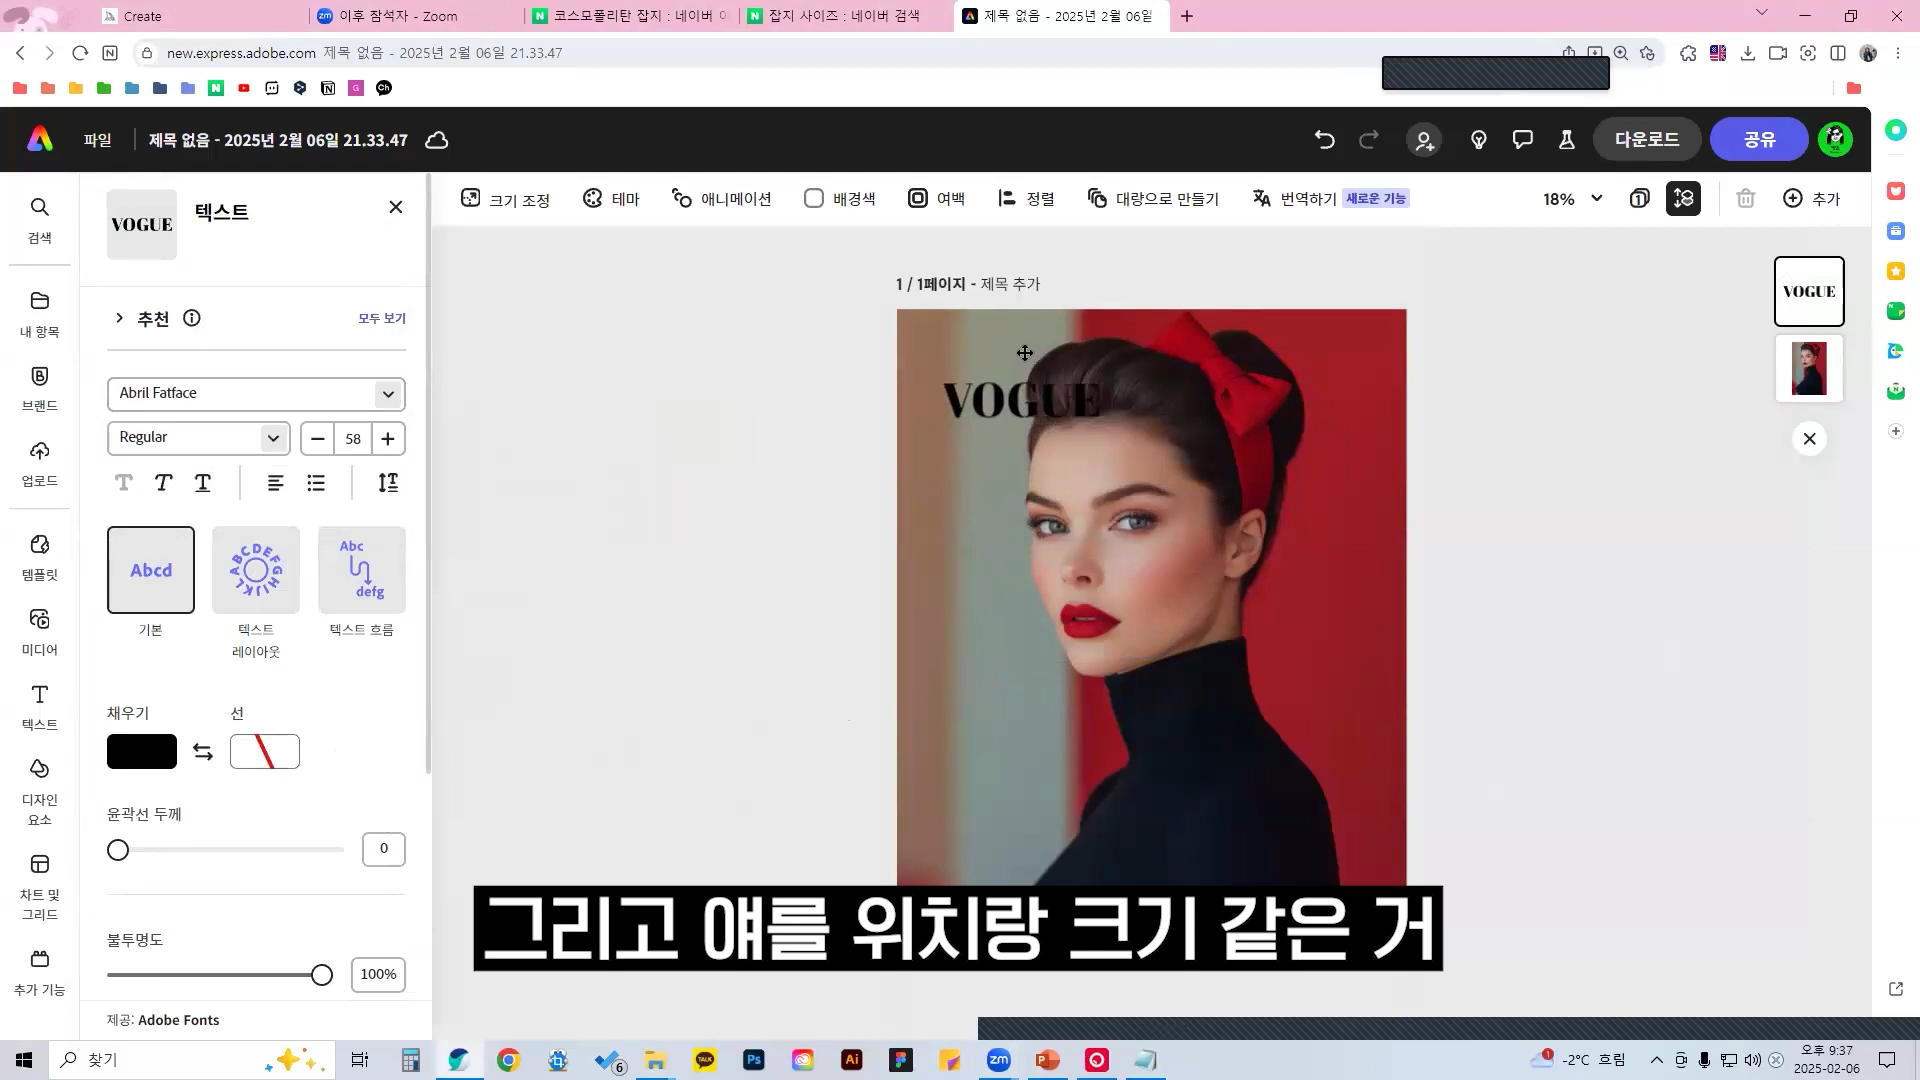 Create
이후 참석자 - Zoom
코스모폴리탄 잡지 : 네이버
잡지 사이즈 : 네이버 검색
제목 없음 - 2025년 2월 06일
new.express.adobe.com 제목 없음 - 2025년 2월 06일 21.33.47
파일
제목 없음 - 2025년 2월 06일 21.33.47
다운로드
공유
크기 조정
테마
애니메이션
배경색
여백
정렬
대량으로 만들기
번역하기 새로운 기능
18%
추가
검색
내 항목
브랜드
업로드
템플릿
미디어
텍스트
디자인
요소
차트 및
그리드
추가 기능
VOGUE
텍스트
추천
모두 보기
Abril Fatface
Regular
58
Abcd
ABCDEFGHIJKL
Abc
defg
기본
텍스트
레이아웃
텍스트 흐름
채우기
선
윤곽선 두께
0
불투명도
100%
제공: Adobe Fonts
1 / 1페이지 - 제목 추가
VOGUE
VOGUE
그리고 얘를 위치랑 크기 같은 거
찾기
6
TALK
Ps
Ai
zm
1
-2°C 흐림
오후 9:37
2025-02-06